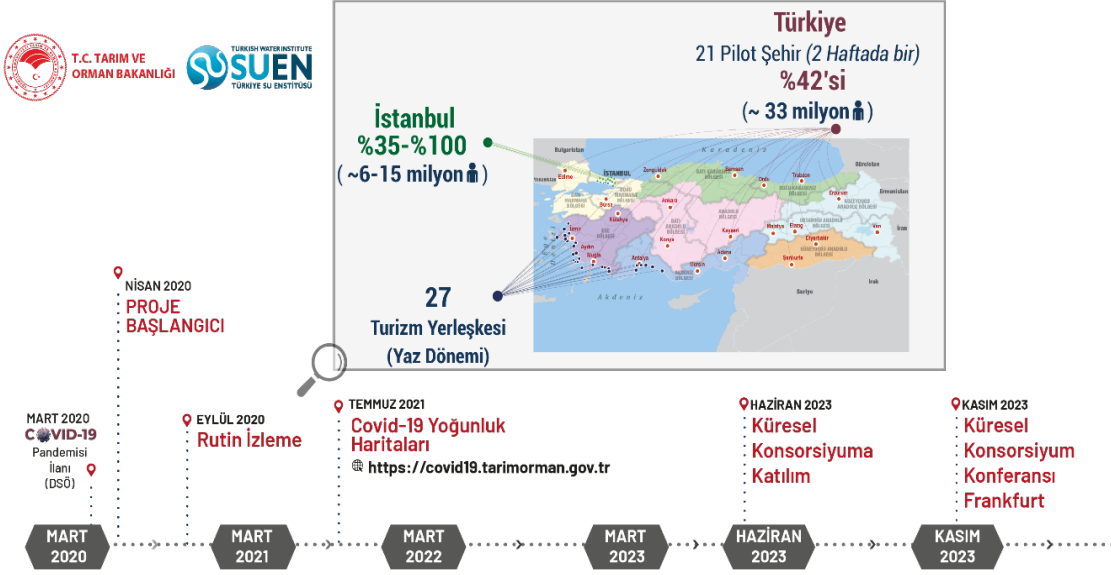 T.C. TARIM VE
ORMAN BAKANLIĞI
TURKISH WATER INSTITUTE
SUEN
TÜRKİYE SU ENSTİTÜSÜ
Türkiye
21 Pilot Şehir (2 Haftada bir)
%42'si
(~ 33 milyon)
İstanbul
%35-%100
(~6-15 milyon)
27
Turizm Yerleşkesi
(Yaz Dönemi)
Bulgaristan
Karadeniz
Gürcistan
Ermenistan
İran
Irak
Suriye
Akdeniz
Edirne
İSTANBUL
Zonguldak
Samsun
Ordu
Trabzon
Erzurum
Bursa
Ankara
Kütahya
İzmir
Aydın
Muğla
Antalya
Konya
Kayseri
Mersin
Adana
Malatya
Elazığ
Diyarbakır
Van
Şanlıurfa
NİSAN 2020
PROJE
BAŞLANGICI
MART 2020
COVID-19
Pandemisi
İlanı
(DSÖ)
EYLÜL 2020
Rutin İzleme
TEMMUZ 2021
Covid-19 Yoğunluk
Haritaları
https://covid19.tarimorman.gov.tr
HAZİRAN 2023
Küresel
Konsorsiyuma
Katılım
KASIM 2023
Küresel
Konsorsiyum
Konferansı
Frankfurt
MART
2020
MART
2021
MART
2022
MART
2023
HAZİRAN
2023
KASIM
2023